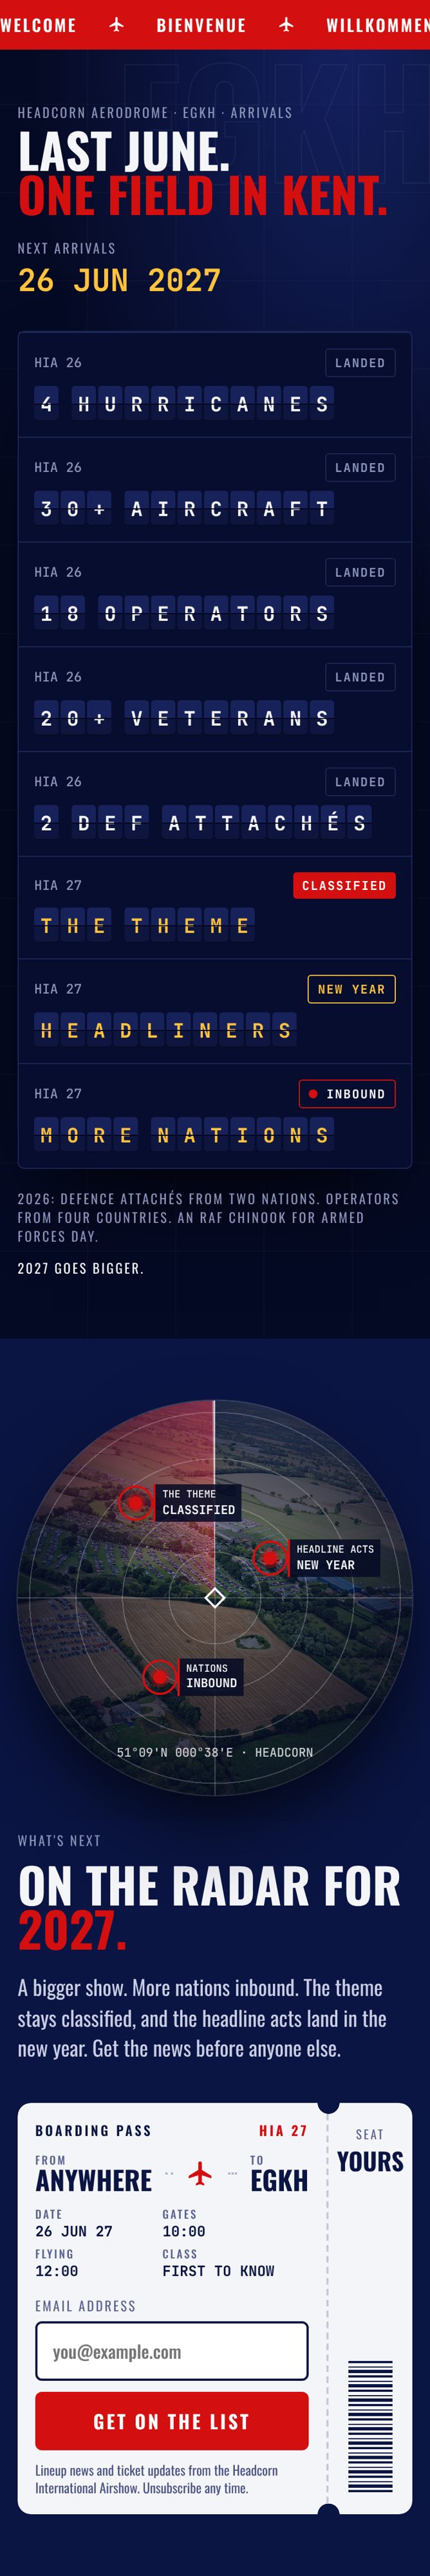 WELCOME ✈ BIENVENUE ✈ WILLKOMMEN
EGKH
HEADCORN AERODROME · EGKH · ARRIVALS
LAST JUNE.
ONE FIELD IN KENT.
NEXT ARRIVALS
26 JUN 2027
HIA 26 LANDED
4 HURRICANES
HIA 26 LANDED
30+ AIRCRAFT
HIA 26 LANDED
18 OPERATORS
HIA 26 LANDED
20+ VETERANS
HIA 26 LANDED
2 DEF ATTACHÉS
HIA 27 CLASSIFIED
THE THEME
HIA 27 NEW YEAR
HEADLINERS
HIA 27 INBOUND
MORE NATIONS
2026: DEFENCE ATTACHÉS FROM TWO NATIONS. OPERATORS
FROM FOUR COUNTRIES. AN RAF CHINOOK FOR ARMED
FORCES DAY.
2027 GOES BIGGER.
THE THEME
CLASSIFIED
HEADLINE ACTS
NEW YEAR
NATIONS
INBOUND
51°09'N 000°38'E · HEADCORN
WHAT'S NEXT
ON THE RADAR FOR
2027.
A bigger show. More nations inbound. The theme
stays classified, and the headline acts land in the
new year. Get the news before anyone else.
BOARDING PASS HIA 27
FROM TO
ANYWHERE EGKH
DATE GATES
26 JUN 27 10:00
FLYING CLASS
12:00 FIRST TO KNOW
EMAIL ADDRESS
you@example.com
GET ON THE LIST
Lineup news and ticket updates from the Headcorn
International Airshow. Unsubscribe any time.
SEAT
YOURS